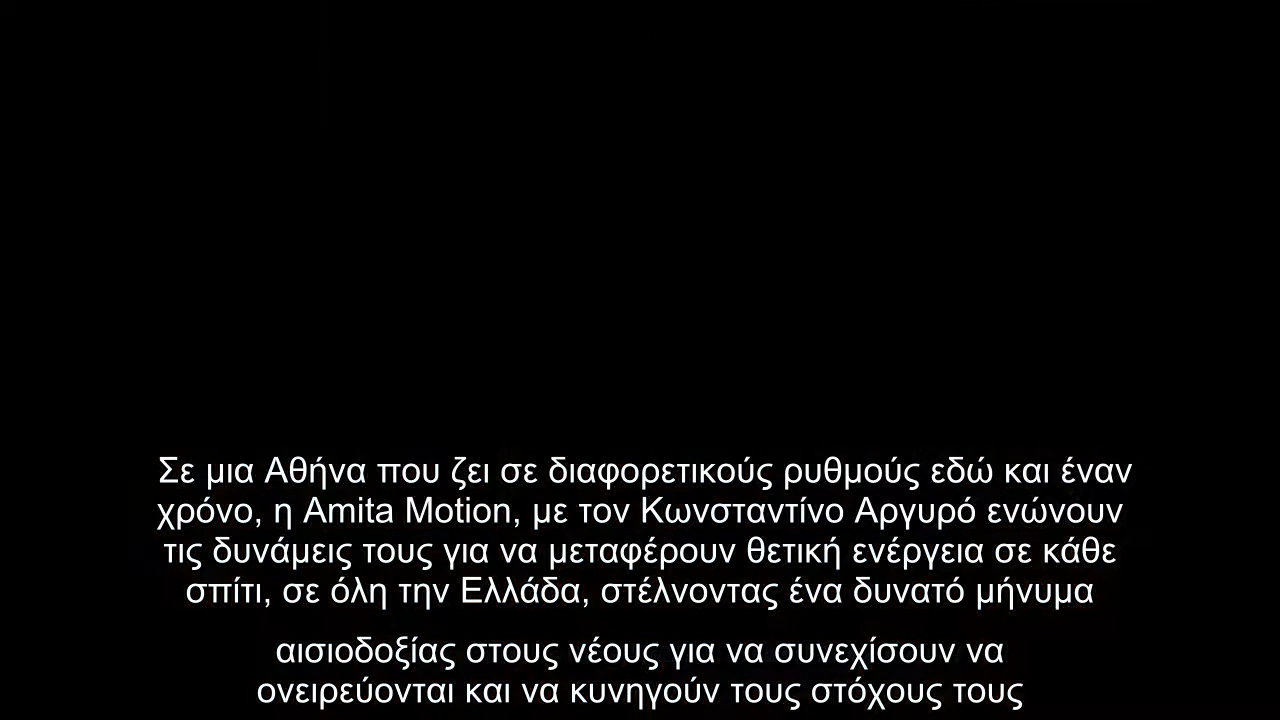 Σε μια Αθήνα που ζει σε διαφορετικούς ρυθμούς εδώ και έναν
χρόνο, η Amita Motion, με τον Κωνσταντίνο Αργυρό ενώνουν
τις δυνάμεις τους για να μεταφέρουν θετική ενέργεια σε κάθε
σπίτι, σε όλη την Ελλάδα, στέλνοντας ένα δυνατό μήνυμα
αισιοδοξίας στους νέους για να συνεχίσουν να
ονειρεύονται και να κυνηγούν τους στόχους τους